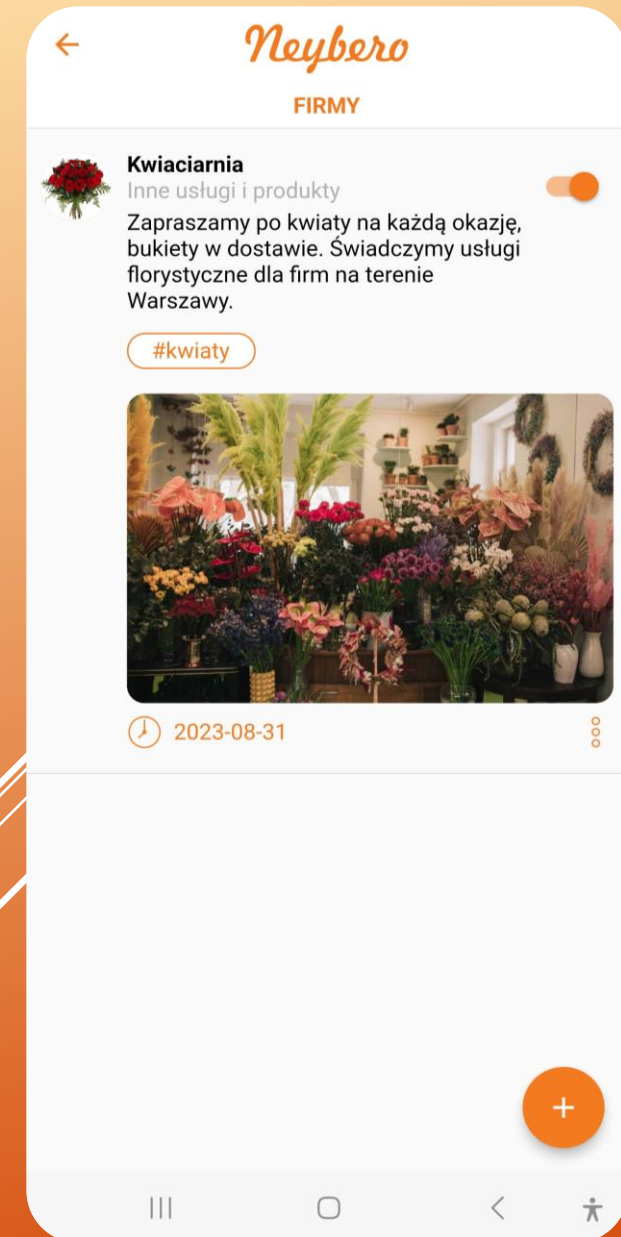 Neybero
FIRMY
Kwiaciarnia
Inne usługi i produkty
Zapraszamy po kwiaty na każdą okazję,
bukiety w dostawie. Świadczymy usługi
florystyczne dla firm na terenie
Warszawy.
#kwiaty
2023-08-31